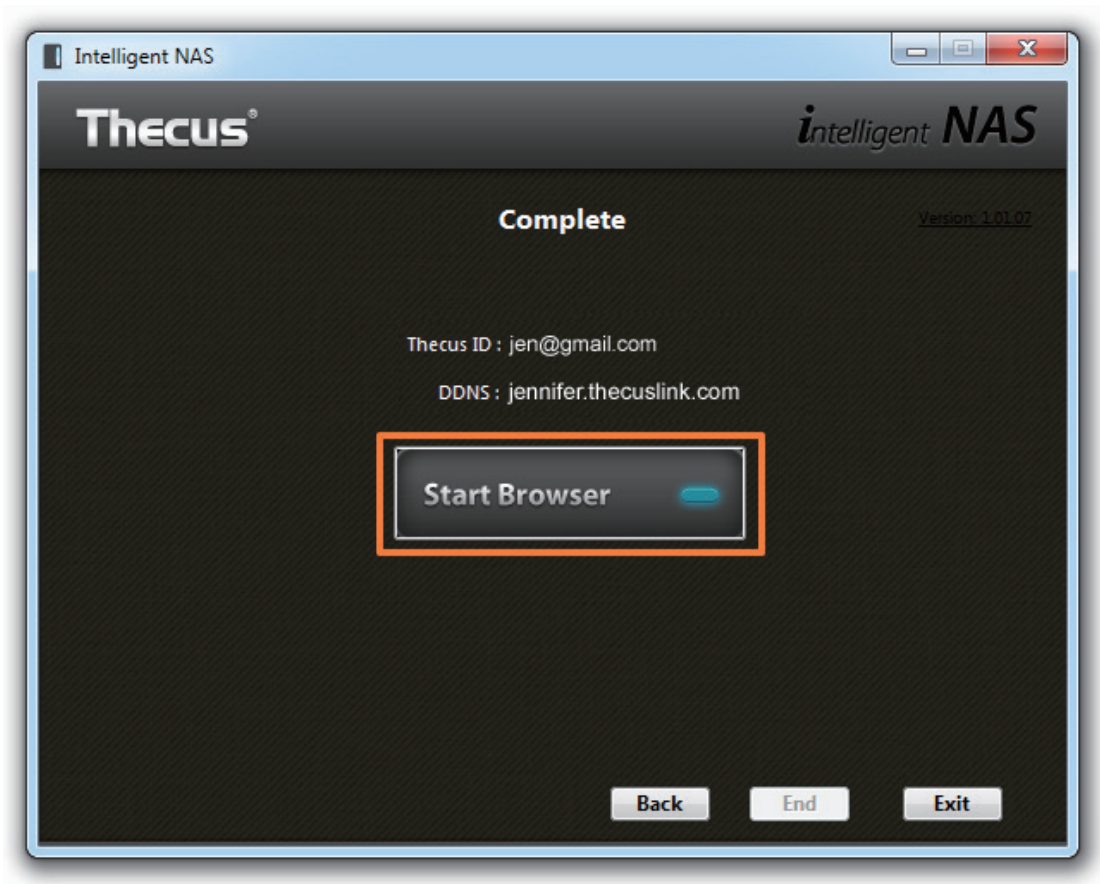 Intelligent NAS
Thecus® intelligent NAS
Complete
Version: 1.01.07
Thecus ID : jen@gmail.com
DDNS : jennifer.thecuslink.com
Start Browser
Back End Exit